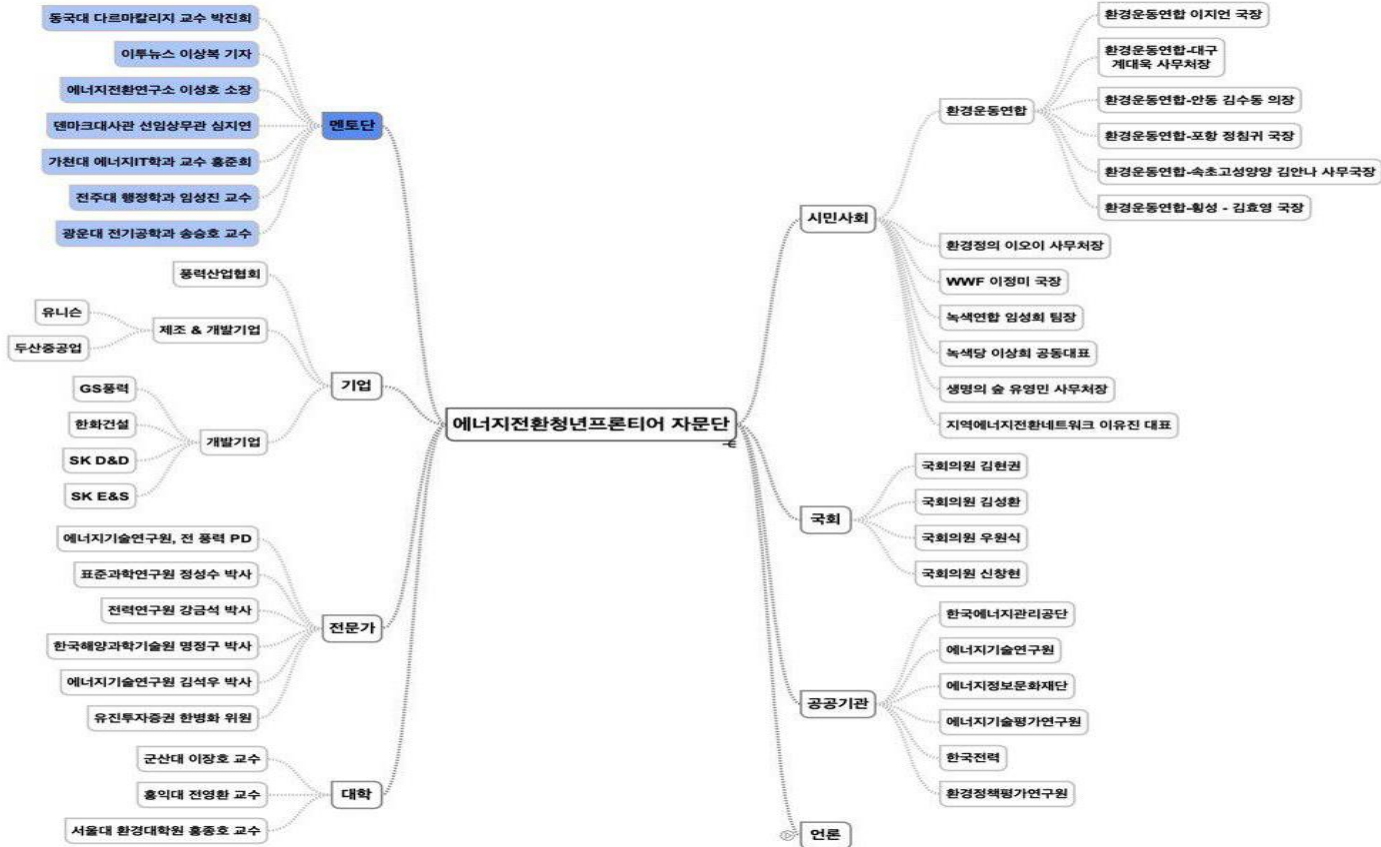 동국대 다르마칼리지 교수 박진희
이투뉴스 이상복 기자
에너지전환연구소 이성호 소장
덴마크대사관 선임상무관 심지연
가천대 에너지IT학과 교수 홍준희
전주대 행정학과 임성진 교수
광운대 전기공학과 송승호 교수
멘토단
풍력산업협회
유니슨
두산중공업
제조 & 개발기업
GS풍력
한화건설
SK D&D
SK E&S
개발기업
기업
에너지기술연구원, 전 풍력 PD
표준과학연구원 정성수 박사
전력연구원 강금석 박사
한국해양과학기술원 명정구 박사
에너지기술연구원 김석우 박사
유진투자증권 한병화 위원
전문가
군산대 이장호 교수
홍익대 전영환 교수
서울대 환경대학원 홍종호 교수
대학
에너지전환청년프론티어 자문단
시민사회
환경운동연합
환경운동연합 이지언 국장
환경운동연합-대구
계대욱 사무처장
환경운동연합-안동 김수동 의장
환경운동연합-포항 정침귀 국장
환경운동연합-속초고성양양 김안나 사무국장
환경운동연합-횡성 - 김효영 국장
환경정의 이오이 사무처장
WWF 이정미 국장
녹색연합 임성희 팀장
녹색당 이상희 공동대표
생명의 숲 유영민 사무처장
지역에너지전환네트워크 이유진 대표
국회
국회의원 김현권
국회의원 김성환
국회의원 우원식
국회의원 신창현
공공기관
한국에너지관리공단
에너지기술연구원
에너지정보문화재단
에너지기술평가연구원
한국전력
환경정책평가연구원
언론